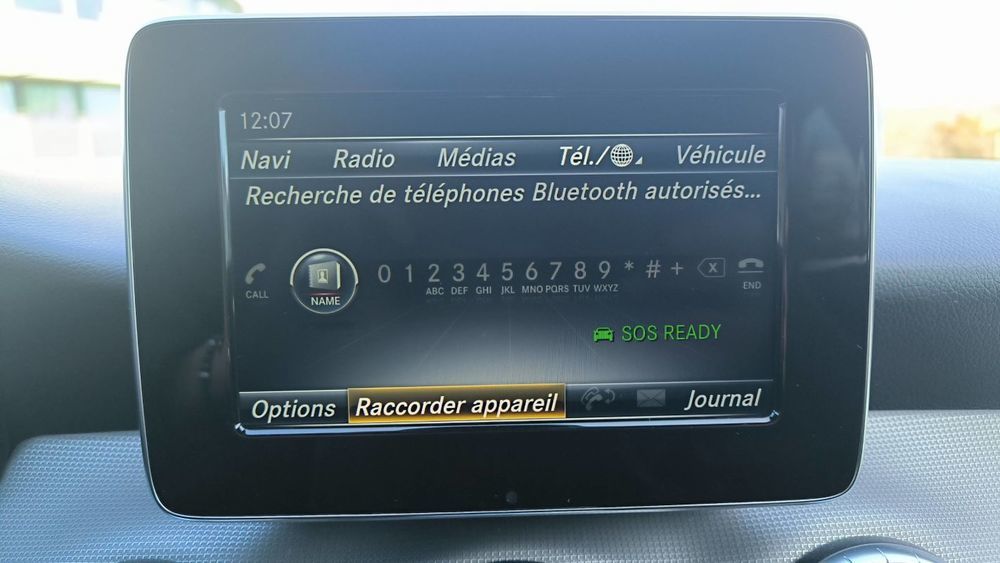 12:07
Navi Radio Médias Tél./ Véhicule
Recherche de téléphones Bluetooth autorisés...
CALL NAME 0 1 2 3 4 5 6 7 8 9 * # + X END
ABC DEF GHI JKL MNO PQRS TUV WXYZ
SOS READY
Options Raccorder appareil Journal